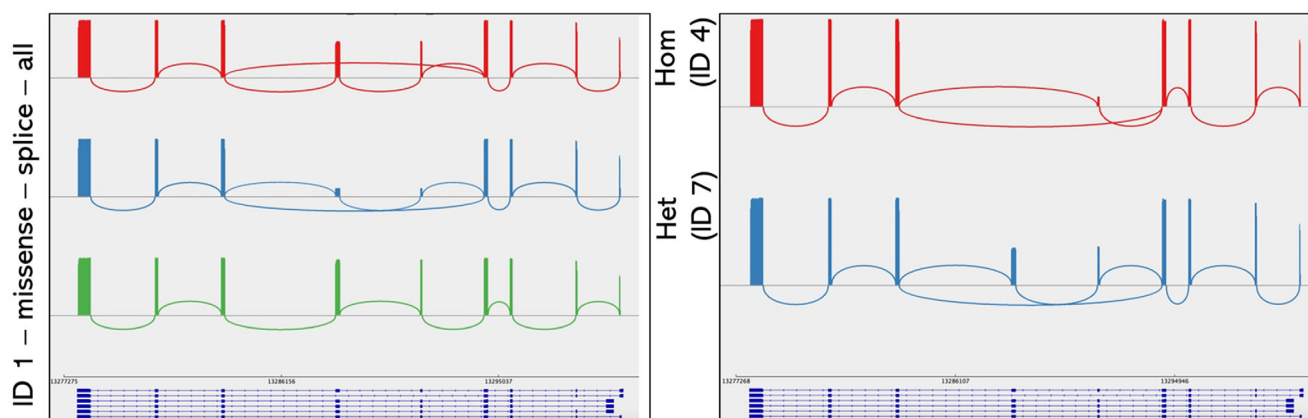 ID 1 – missense – splice – all
13277275
13286156
13295037
Hom
(ID 4)
Het
(ID 7)
13277268
13286107
13294946